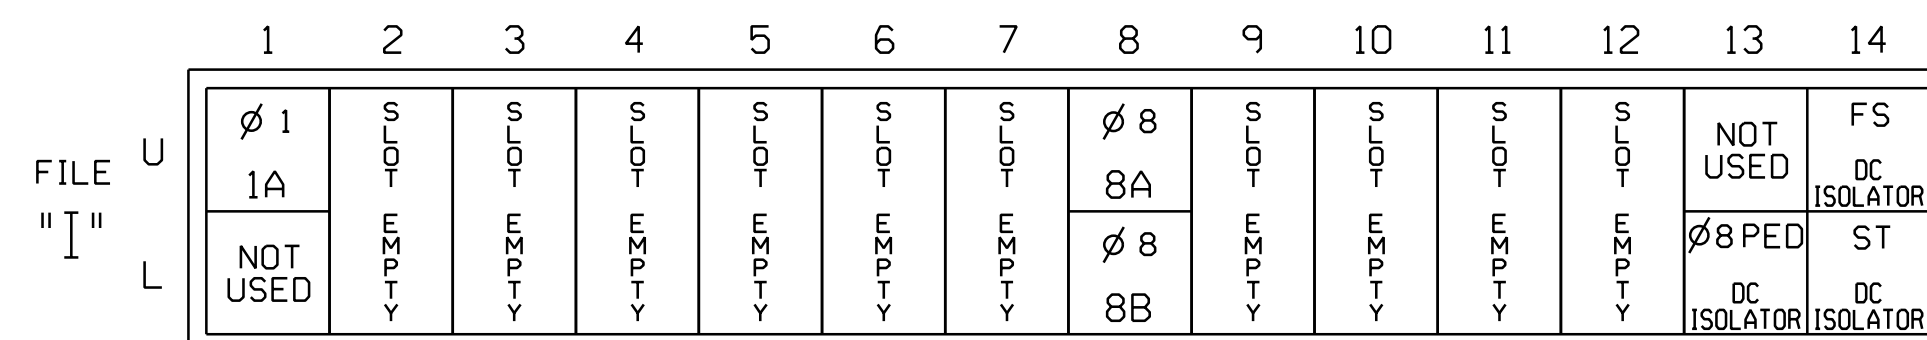 1 2 3 4 5 6 7 8 9 10 11 12 13 14
FILE
"I"
U
L
Ø 1
1A
NOT
USED
SLOT EMPTY
SLOT EMPTY
SLOT EMPTY
SLOT EMPTY
SLOT EMPTY
SLOT EMPTY
Ø 8
8A
Ø 8
8B
SLOT EMPTY
SLOT EMPTY
SLOT EMPTY
SLOT EMPTY
NOT
USED
Ø8 PED
DC
ISOLATOR
FS
DC
ISOLATOR
ST
DC
ISOLATOR